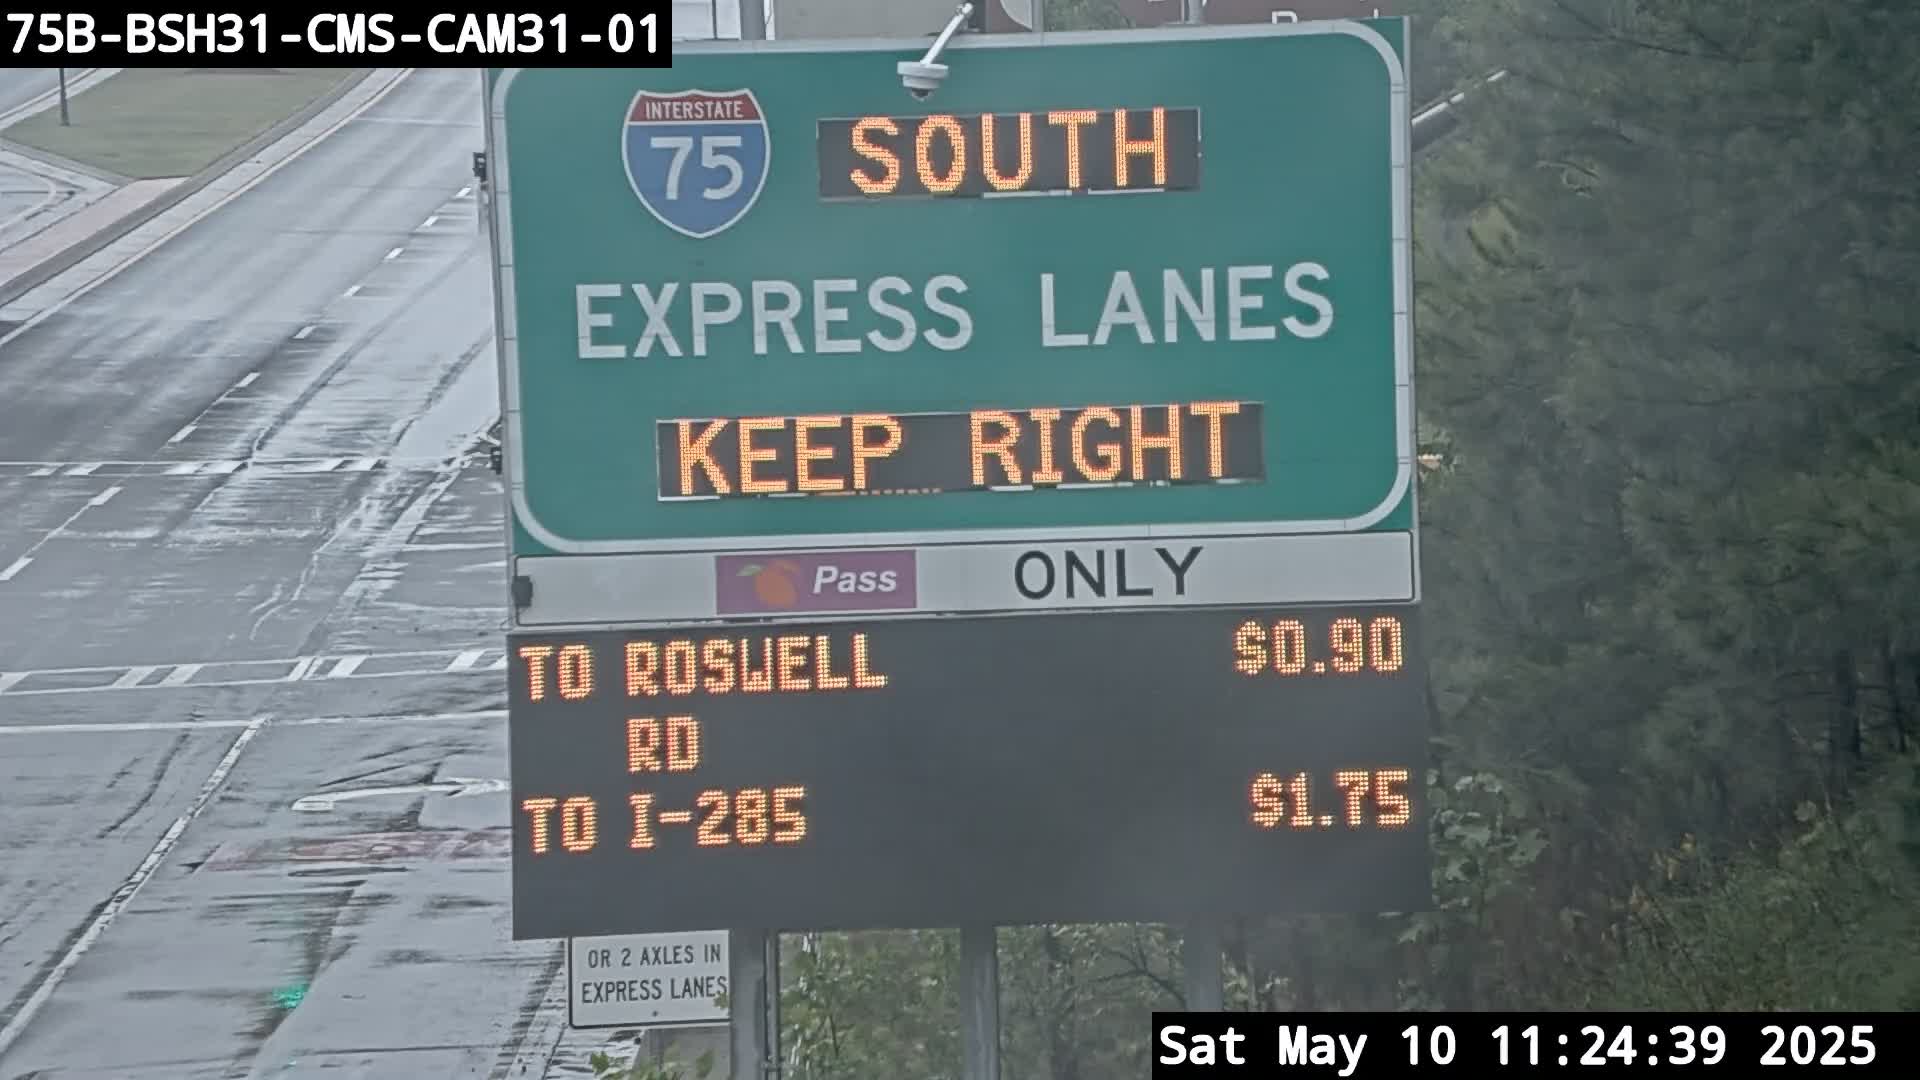 75B-BSH31-CMS-CAM31-01
INTERSTATE
75
SOUTH
EXPRESS LANES
KEEP RIGHT
Pass ONLY
TO ROSWELL $0.90
RD
TO I-285 $1.75
OR 2 AXLES IN
EXPRESS LANES
Sat May 10 11:24:39 2025